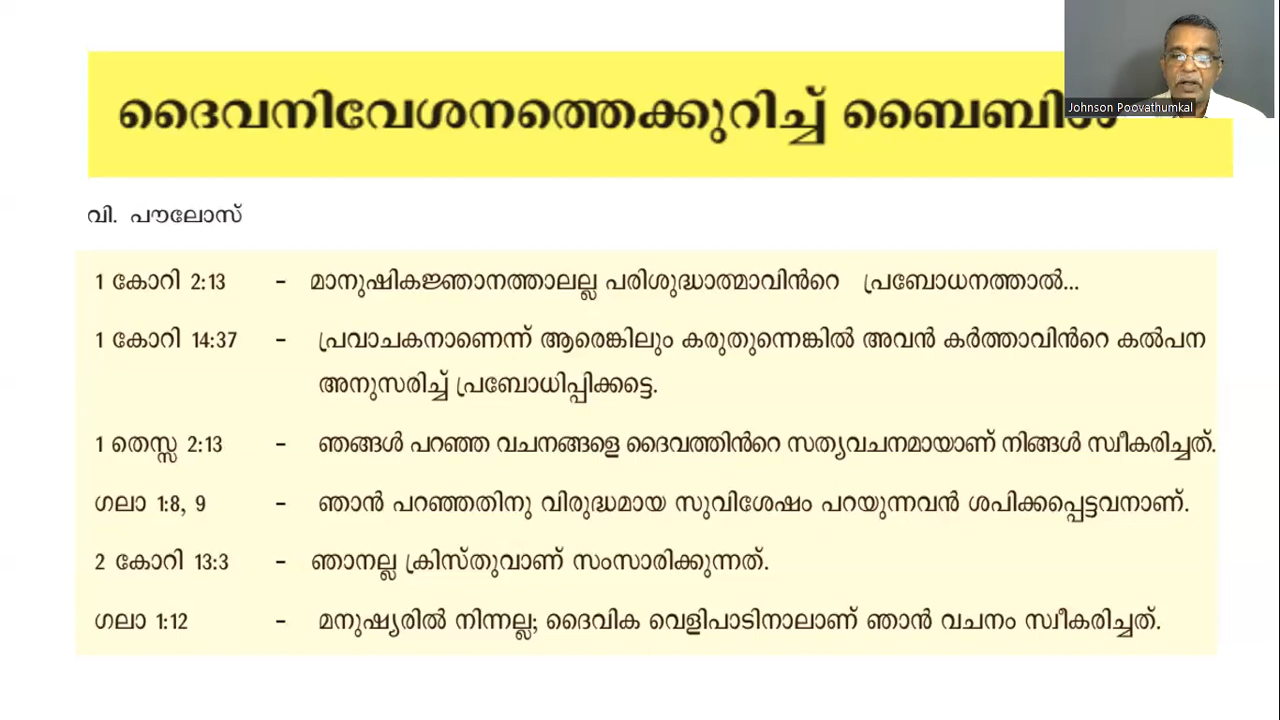 ദൈവനിവേശനത്തെക്കുറിച്ച് ബൈബിൽ
Johnson Poovathumkal
വി. പൗലോസ്
1 കോറി 2:13 - മാനുഷികജ്ഞാനത്താലല്ല പരിശുദ്ധാത്മാവിൻറെ പ്രബോധനത്താൽ...
1 കോറി 14:37 - പ്രവാചകനാണെന്ന് ആരെങ്കിലും കരുതുന്നെങ്കിൽ അവൻ കർത്താവിൻറെ കൽപന
അനുസരിച്ച് പ്രബോധിപ്പിക്കട്ടെ.
1 തെസ്സ 2:13 - ഞങ്ങൾ പറഞ്ഞ വചനങ്ങളെ ദൈവത്തിൻറെ സത്യവചനമായാണ് നിങ്ങൾ സ്വീകരിച്ചത്.
ഗലാ 1:8, 9 - ഞാൻ പറഞ്ഞതിനു വിരുദ്ധമായ സുവിശേഷം പറയുന്നവൻ ശപിക്കപ്പെട്ടവനാണ്.
2 കോറി 13:3 - ഞാനല്ല ക്രിസ്തുവാണ് സംസാരിക്കുന്നത്.
ഗലാ 1:12 - മനുഷ്യരിൽ നിന്നല്ല; ദൈവിക വെളിപാടിനാലാണ് ഞാൻ വചനം സ്വീകരിച്ചത്.